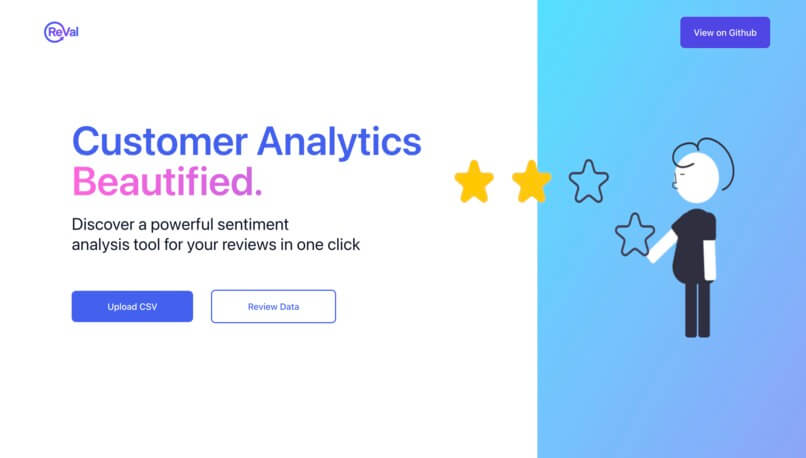 ReVal
View on Github
Customer Analytics
Beautified.
Discover a powerful sentiment
analysis tool for your reviews in one click
Upload CSV
Review Data